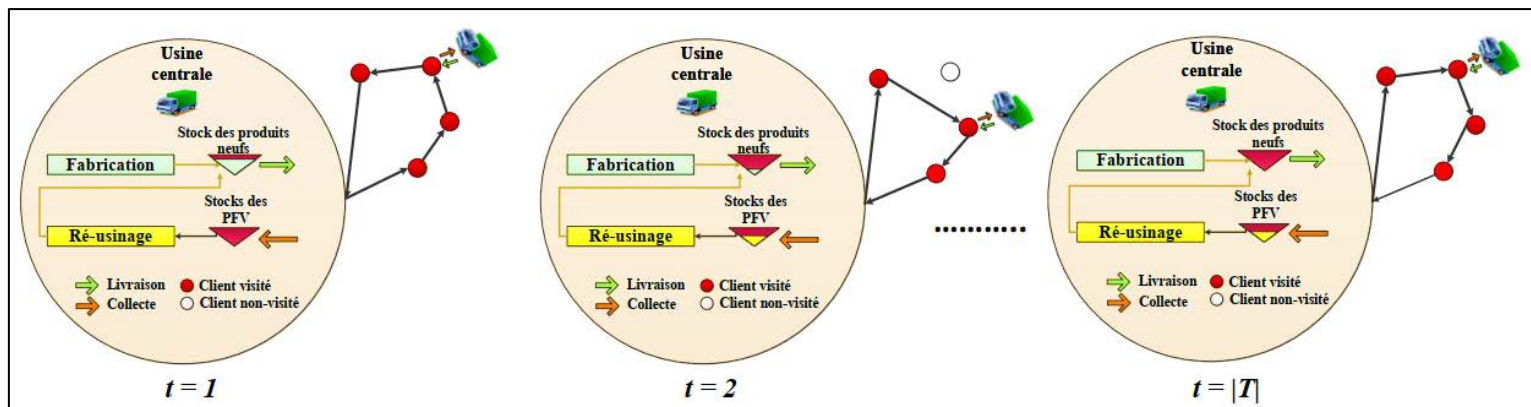 Usine
centrale
Stock des produits
neufs
Fabrication
Stocks des
PFV
Ré-usinage
Livraison
Client visité
Collecte
Client non-visité
t = 1
Usine
centrale
Stock des produits
neufs
Fabrication
Stocks des
PFV
Ré-usinage
Livraison
Client visité
Collecte
Client non-visité
t = 2
...........
Usine
centrale
Stock des produits
neufs
Fabrication
Stocks des
PFV
Ré-usinage
Livraison
Client visité
Collecte
Client non-visité
t = |T|